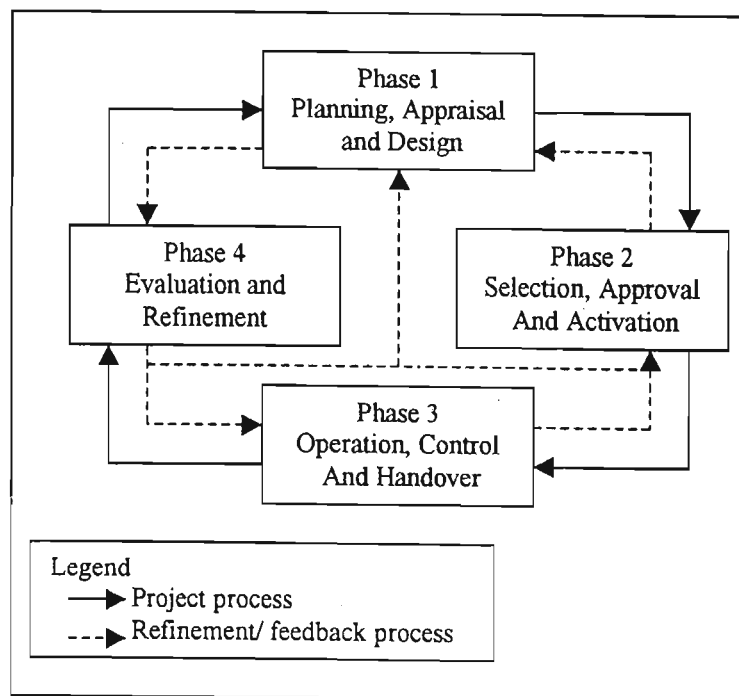 Phase 1
Planning, Appraisal
and Design
Phase 4
Evaluation and
Refinement
Phase 2
Selection, Approval
And Activation
Phase 3
Operation, Control
And Handover
Legend
Project process
Refinement/ feedback process